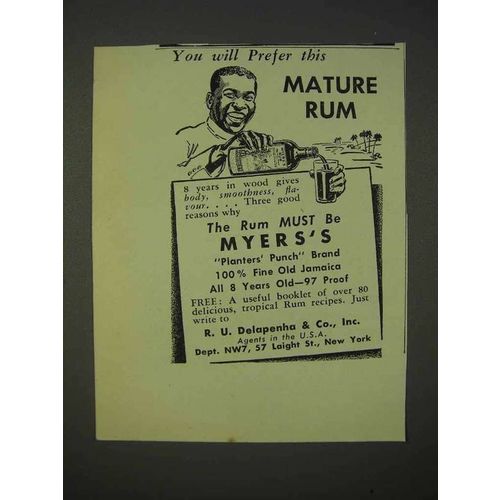 You will Prefer this
MATURE
RUM
8 years in wood gives
body, smoothness, fla-
vour. . . . Three good
reasons why
The Rum MUST Be
MYERS'S
"Planters' Punch" Brand
100% Fine Old Jamaica
All 8 Years Old—97 Proof
FREE: A useful booklet of over 80
delicious, tropical Rum recipes. Just
write to
R. U. Delapenha & Co., Inc.
Agents in the U.S.A.
Dept. NW7, 57 Laight St., New York